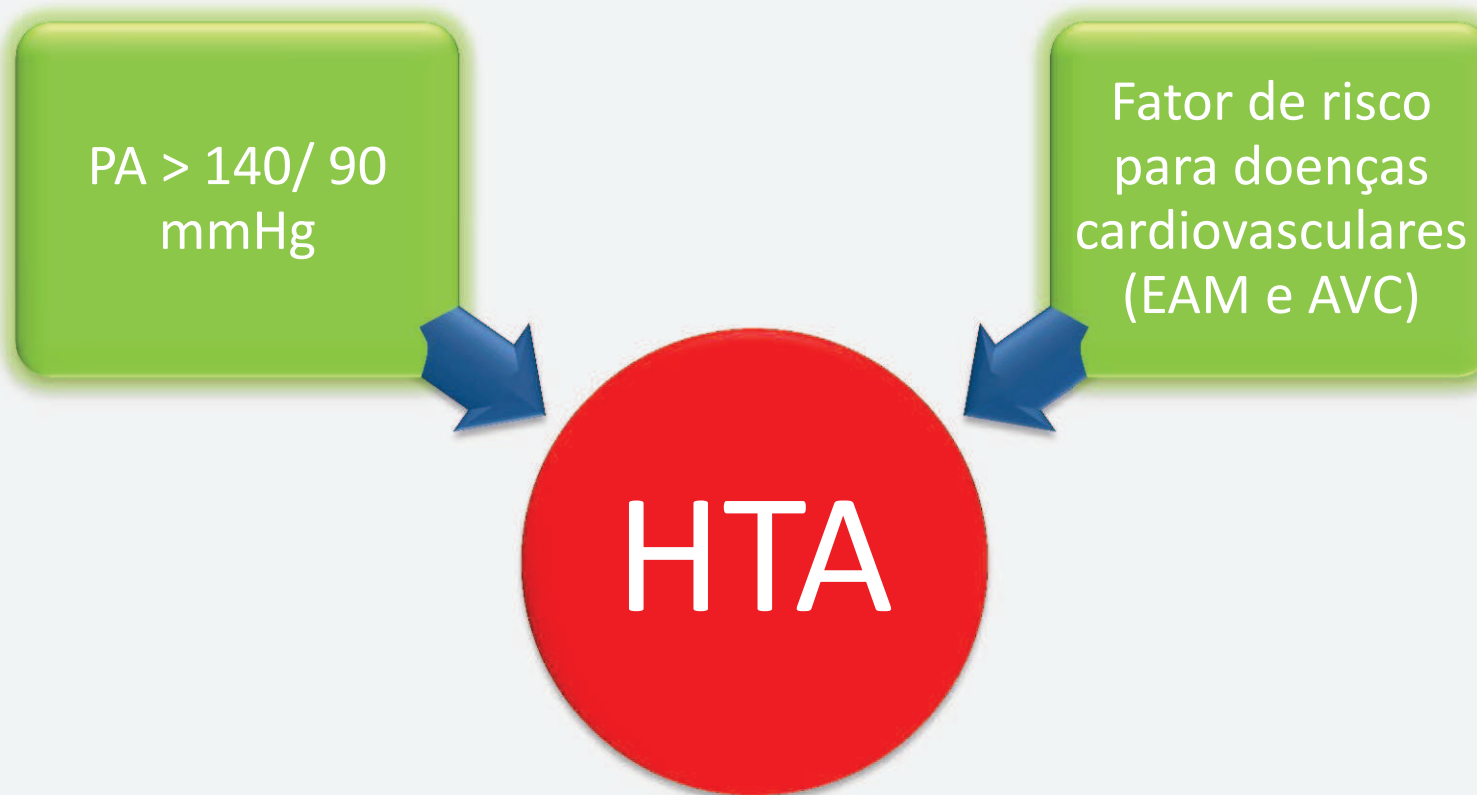 PA > 140/ 90
mmHg
Fator de risco
para doenças
cardiovasculares
(EAM e AVC)
HTA